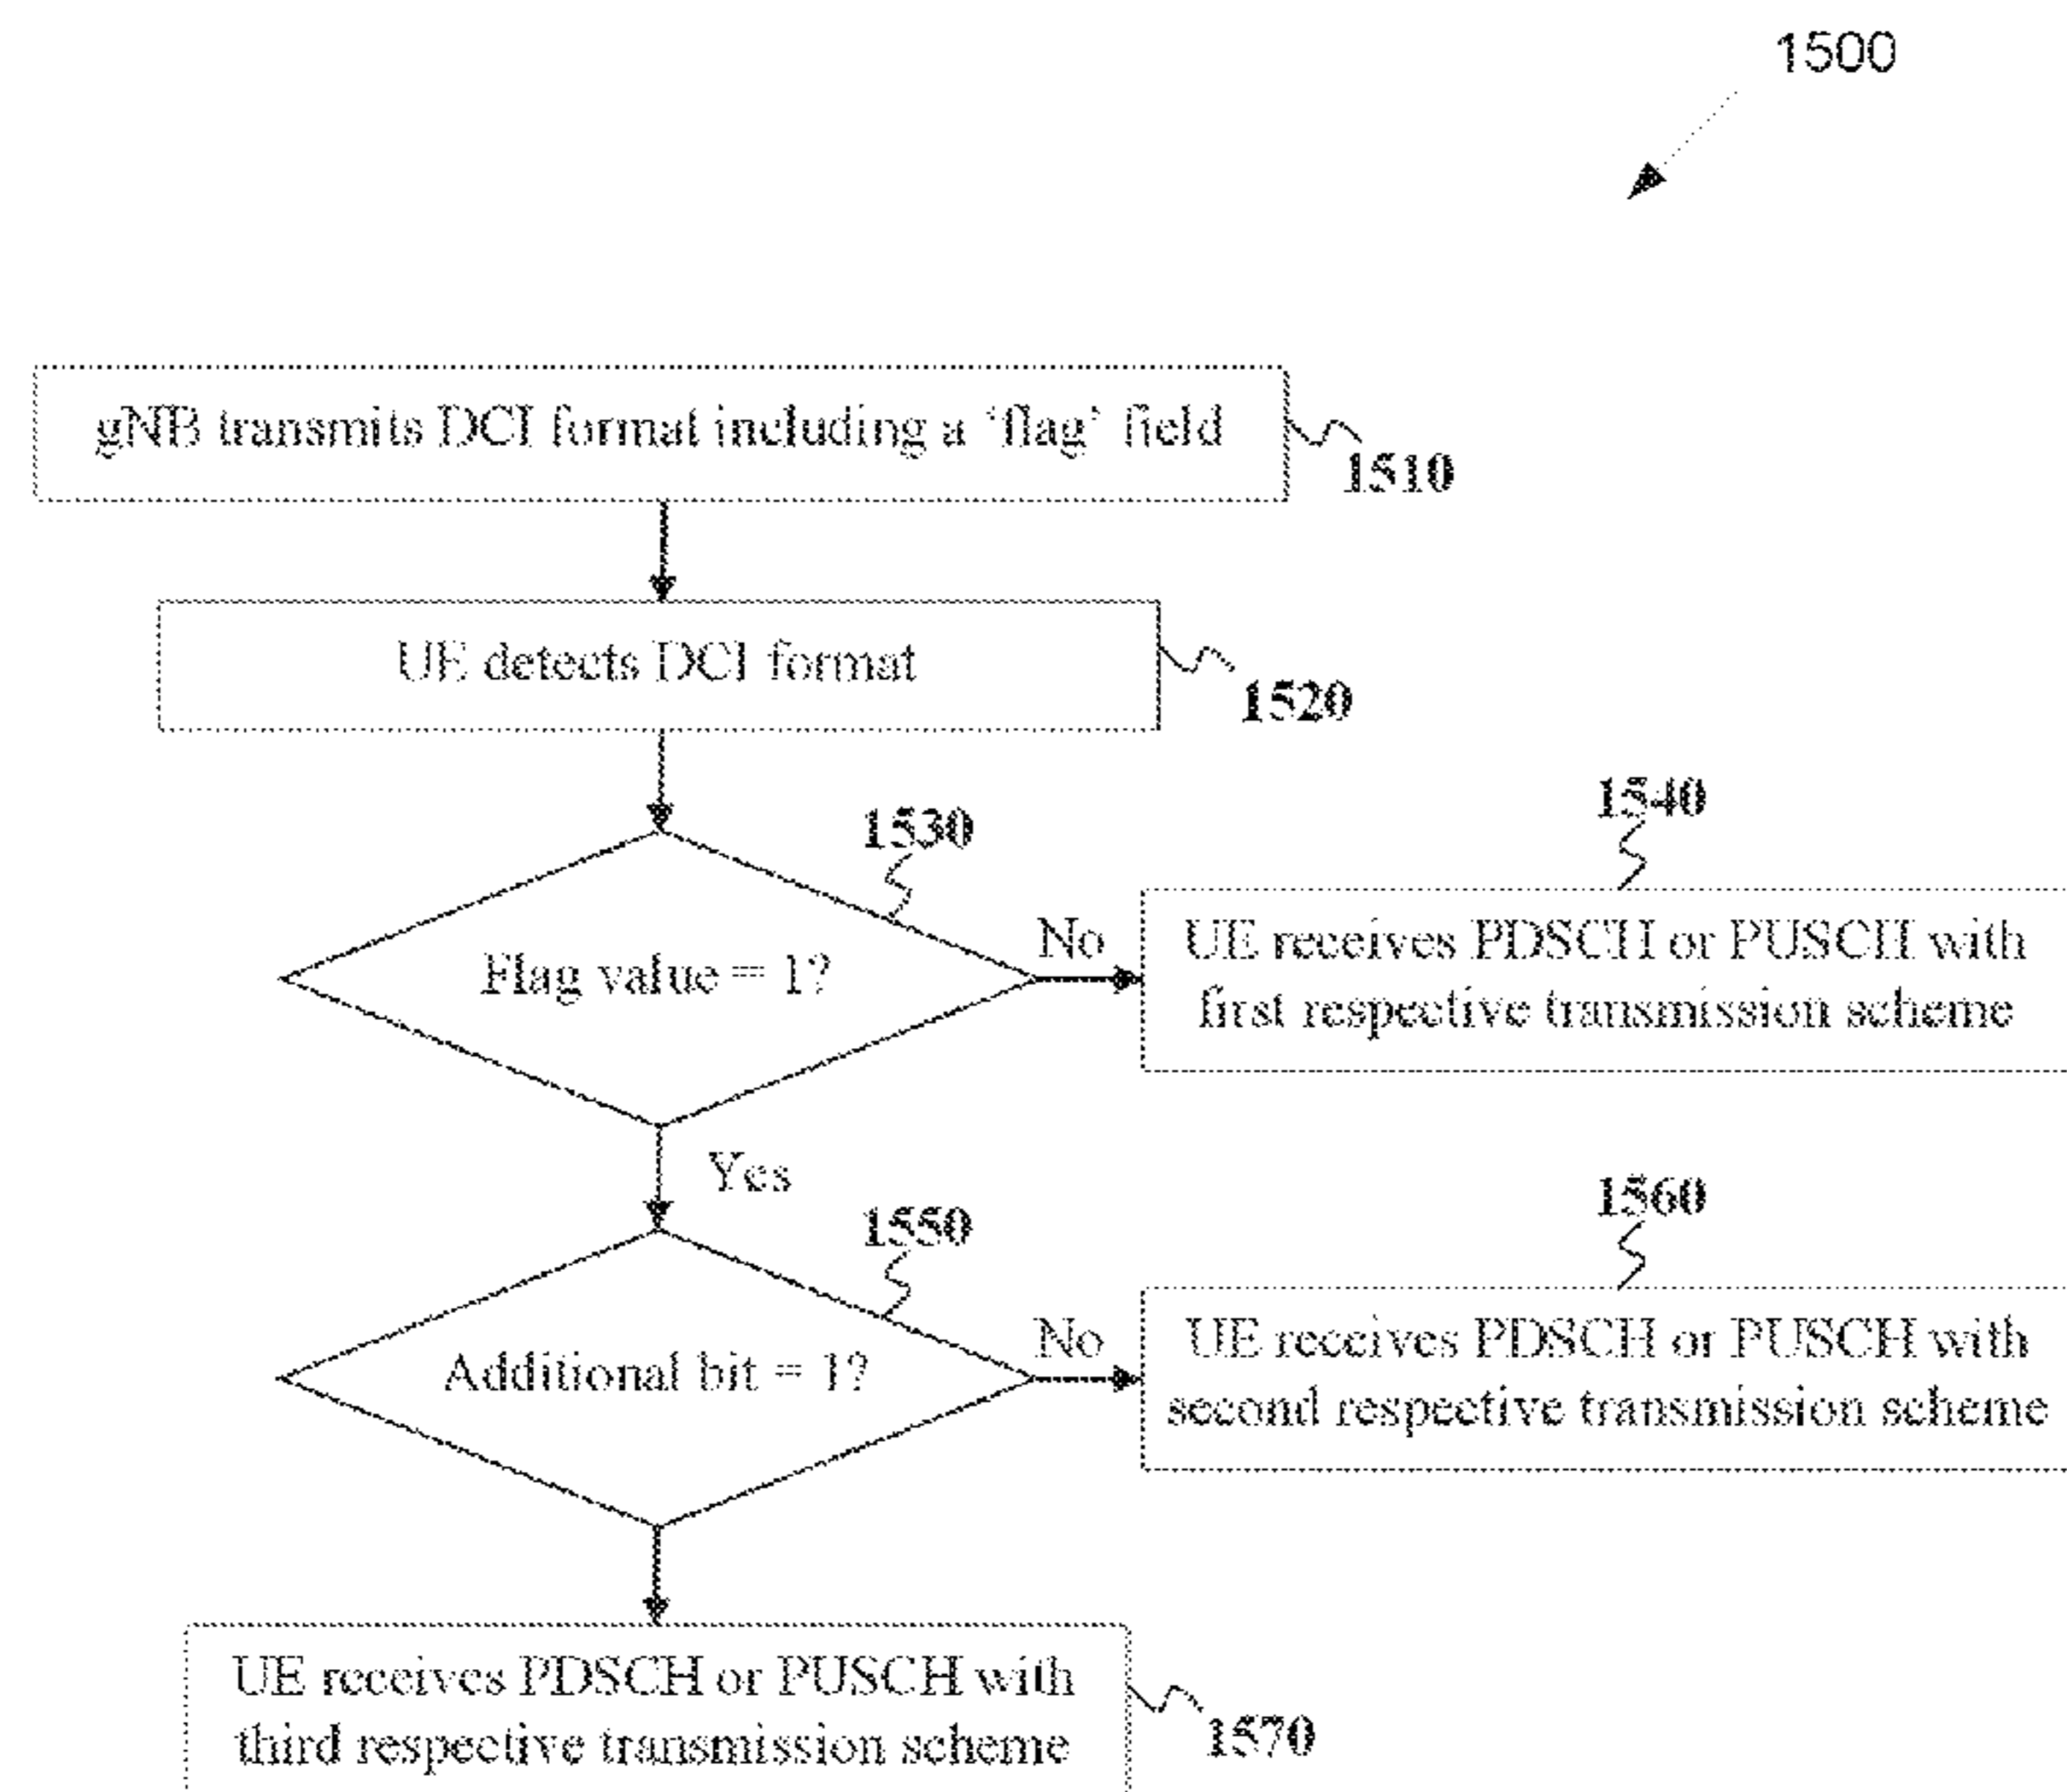 1500
gNB transmits DCI format including a ‘flag’ field
1510
UE detects DCI format
1520
1530
Flag value = 1?
No
1540
UE receives PDSCH or PUSCH with
first respective transmission scheme
Yes
1550
Additional bit = 1?
No
1560
UE receives PDSCH or PUSCH with
second respective transmission scheme
UE receives PDSCH or PUSCH with
third respective transmission scheme
1570